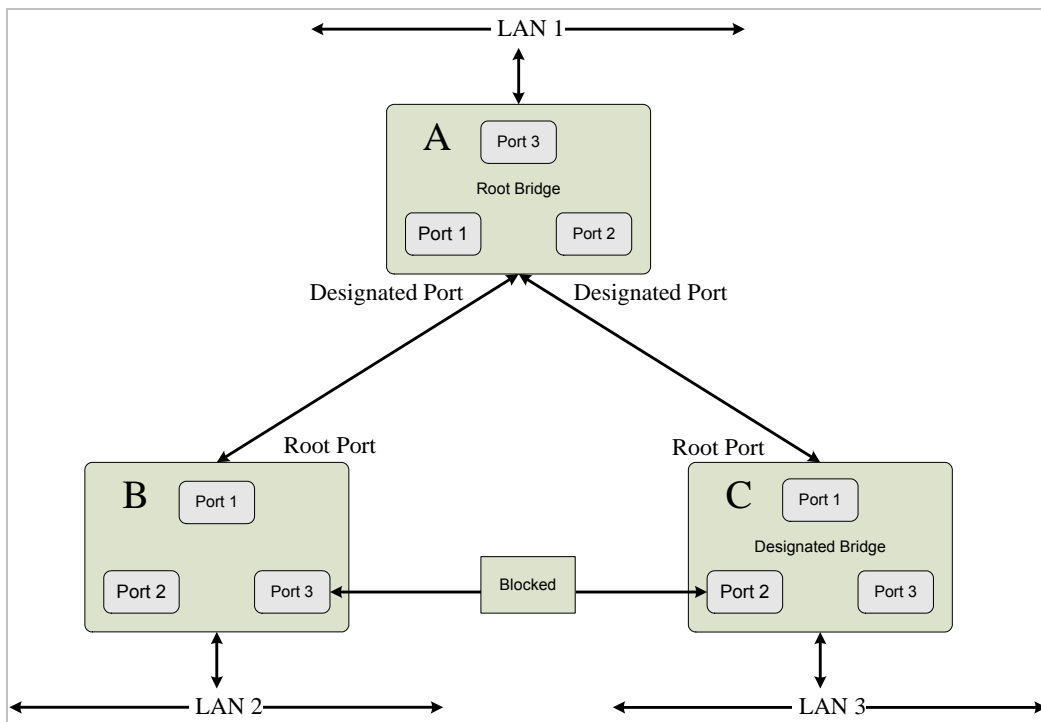 LAN 1
A
Port 3
Root Bridge
Port 1
Port 2
Designated Port
Designated Port
Root Port
Root Port
B
Port 1
Port 2
Port 3
Blocked
C
Port 1
Designated Bridge
Port 2
Port 3
LAN 2
LAN 3